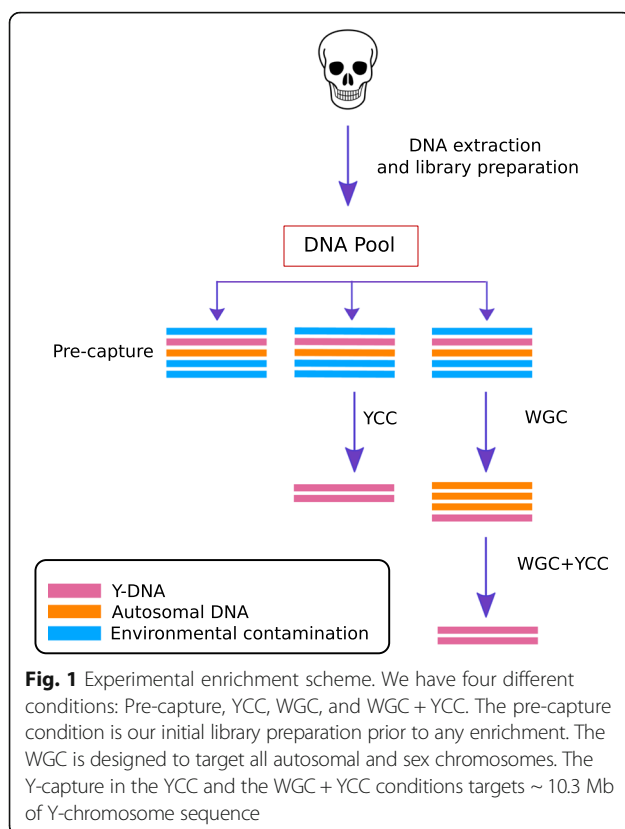 DNA extraction
and library preparation
DNA Pool
Pre-capture
YCC
WGC
WGC+YCC
Y-DNA
Autosomal DNA
Environmental contamination
Fig. 1 Experimental enrichment scheme. We have four different
conditions: Pre-capture, YCC, WGC, and WGC + YCC. The pre-capture
condition is our initial library preparation prior to any enrichment. The
WGC is designed to target all autosomal and sex chromosomes. The
Y-capture in the YCC and the WGC + YCC conditions targets ~ 10.3 Mb
of Y-chromosome sequence